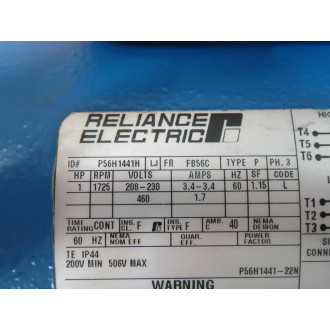 RELIANCE
ELECTRIC
ID# P56H1441H FR FB56C TYPE P PH. 3
HP RPM VOLTS AMPS HZ SF CODE
1 1725 208-230 3.4-3.4 60 1.15 L
460 1.7
TIME RATING CONT INS. CL. F INS. TYPE F AMB. C 40 NEMA DESIGN
60 HZ NEMA NOM EFF GUAR. EFF. POWER FACTOR
TE IP44
200V MIN 506V MAX
P56H1441-22N
WARNING
HIG
T4
T5
T6
T1
T2
T3
CONNE